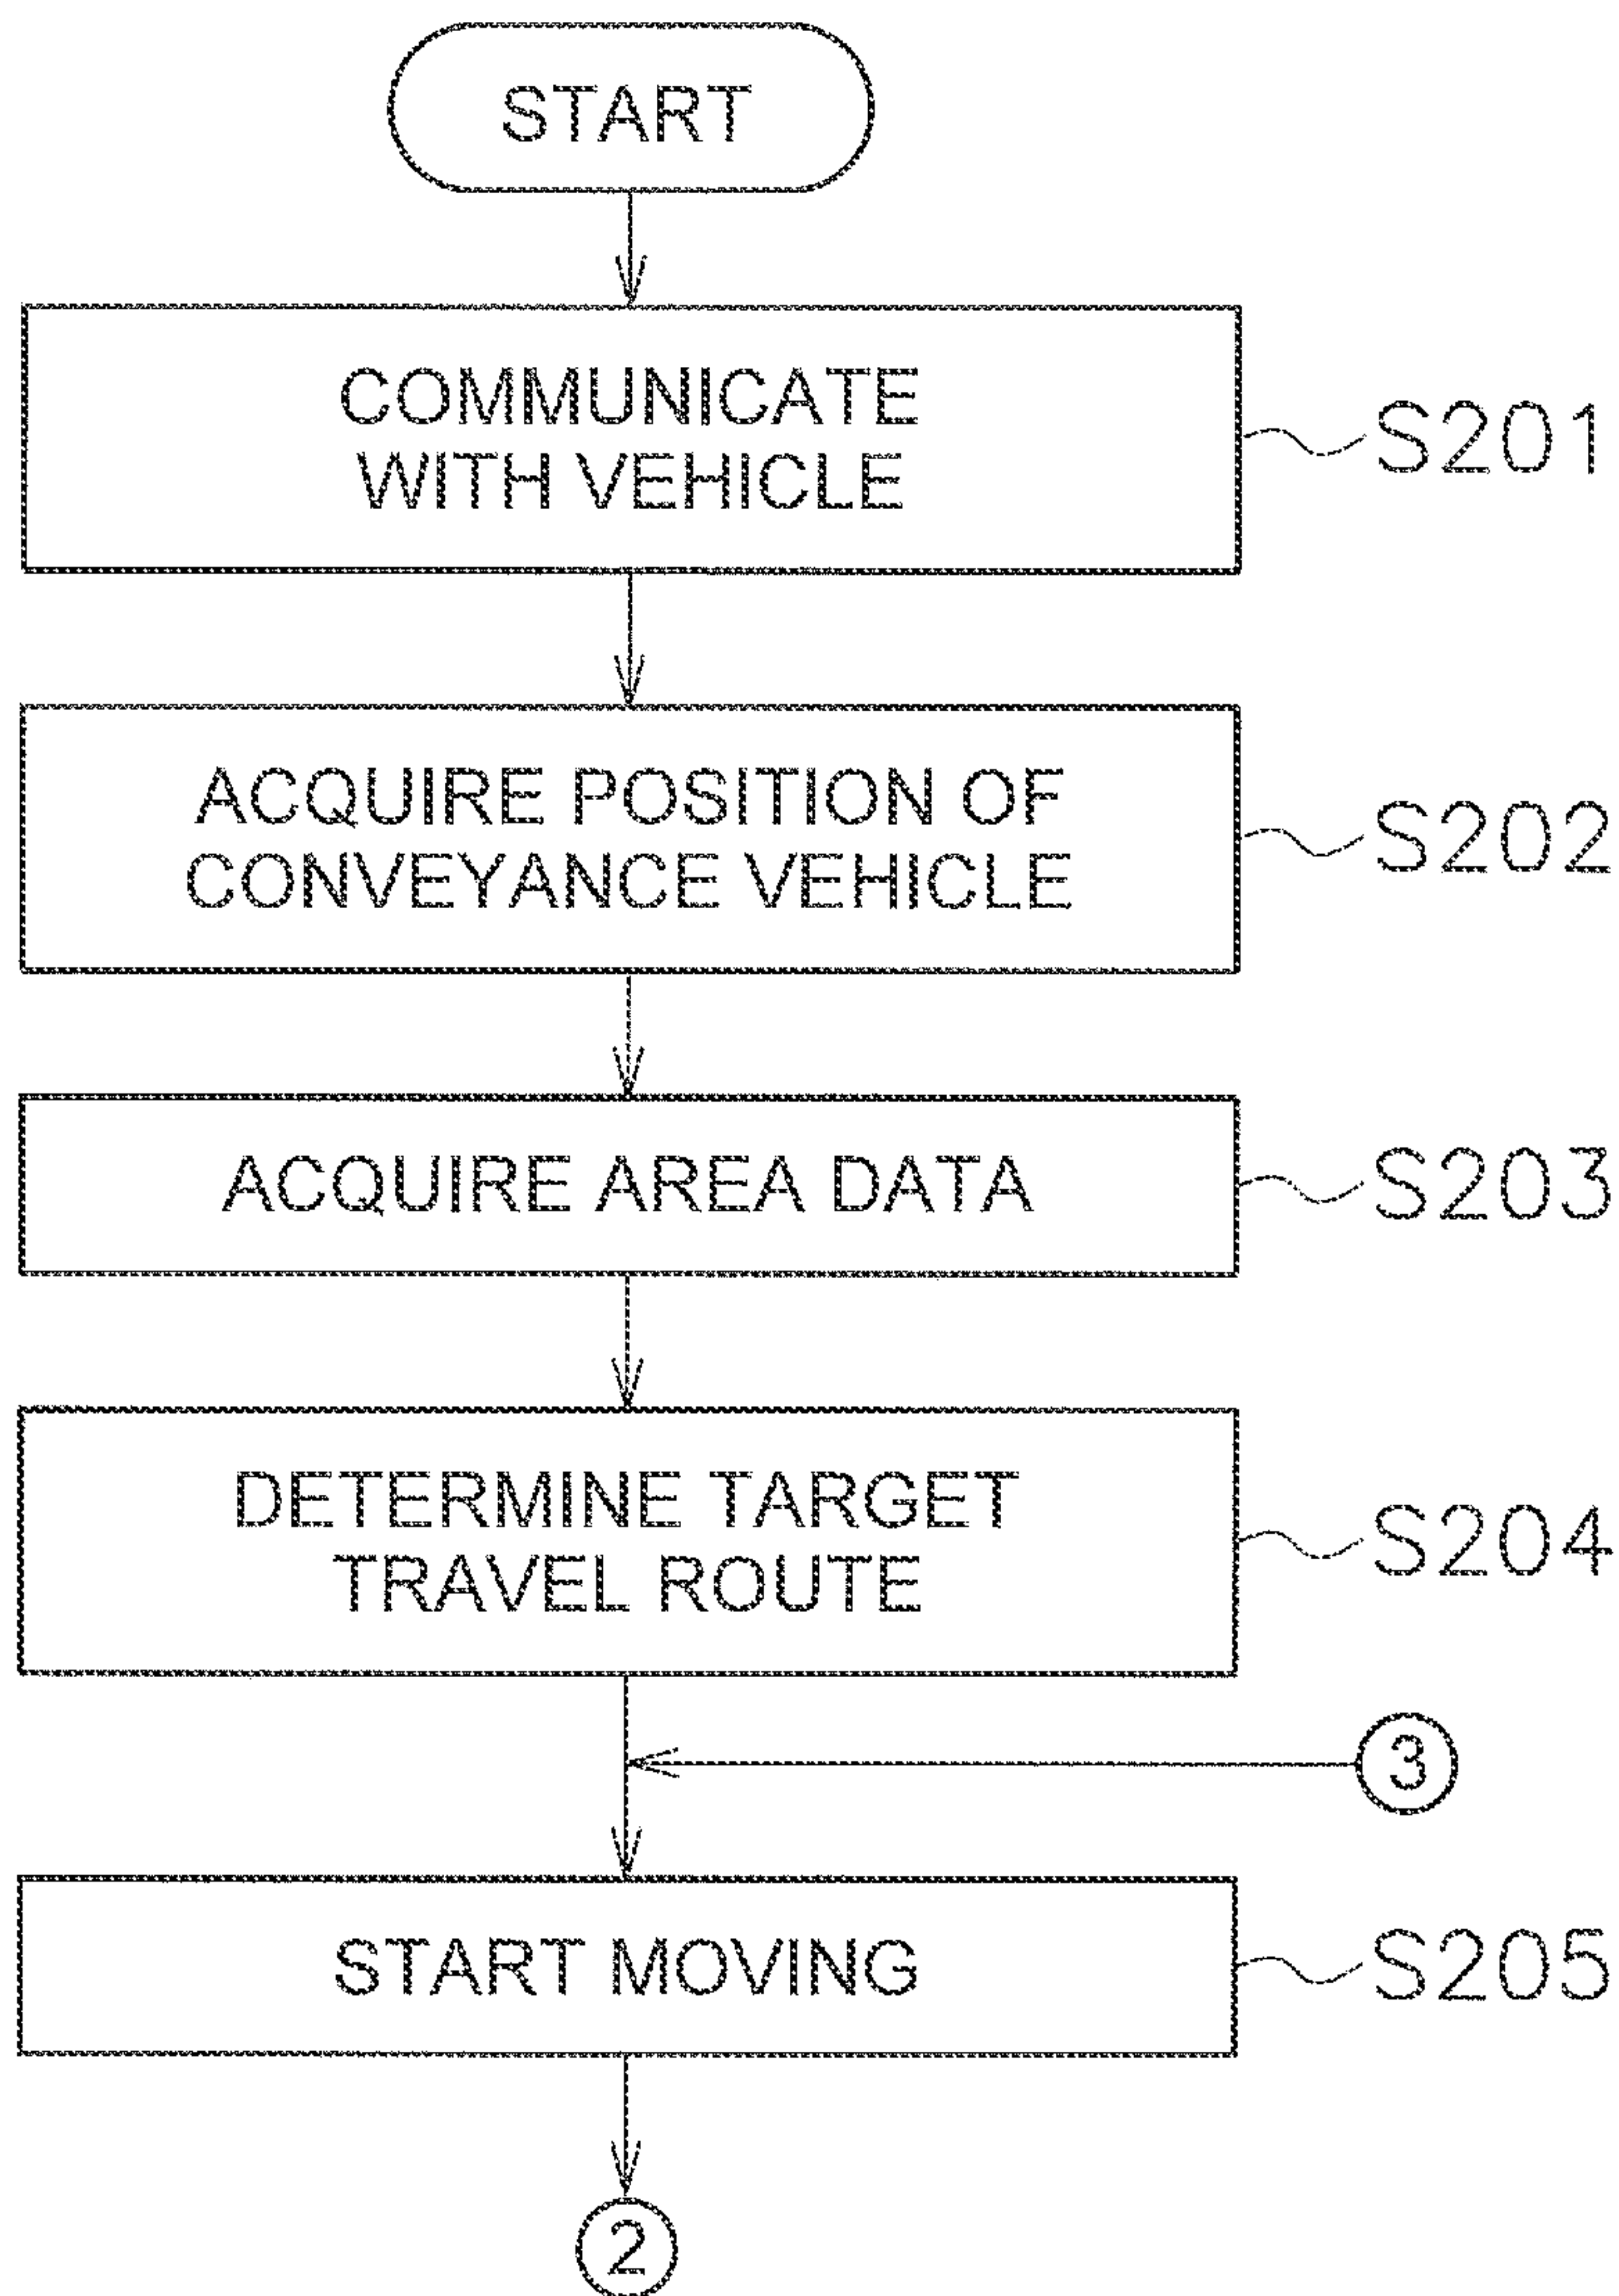 START
COMMUNICATE
WITH VEHICLE
S201
ACQUIRE POSITION OF
CONVEYANCE VEHICLE
S202
ACQUIRE AREA DATA
S203
DETERMINE TARGET
TRAVEL ROUTE
S204
3
START MOVING
S205
2